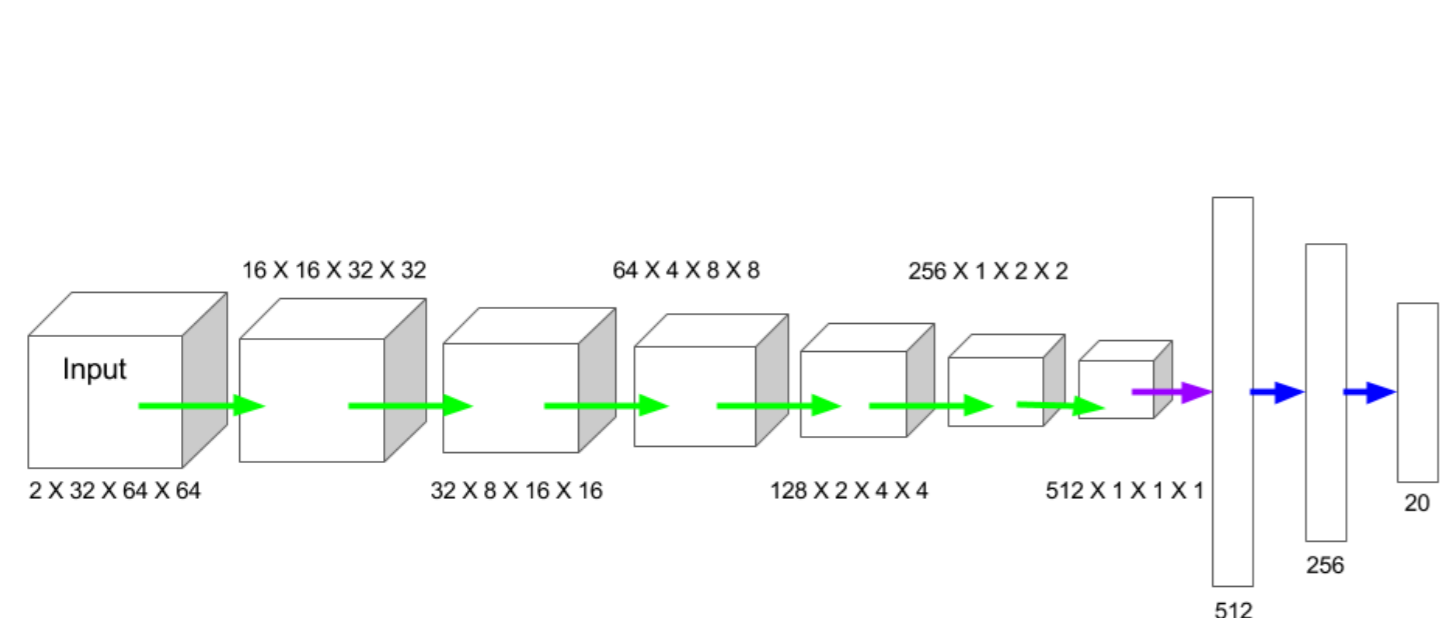 16 X 16 X 32 X 32
64 X 4 X 8 X 8
256 X 1 X 2 X 2
Input
2 X 32 X 64 X 64
32 X 8 X 16 X 16
128 X 2 X 4 X 4
512 X 1 X 1 X 1
20
256
512